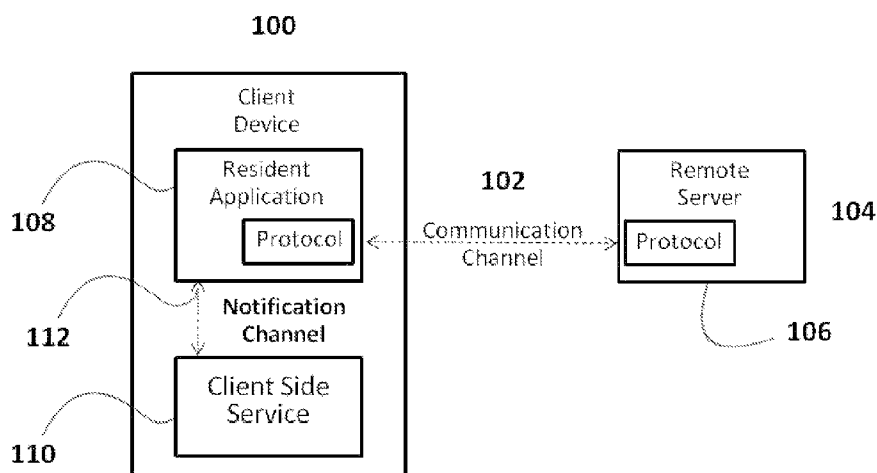 100
Client
Device
Resident
Application
Protocol
108
112
Notification
Channel
Client Side
Service
110
102
Communication
Channel
Remote
Server
Protocol
104
106